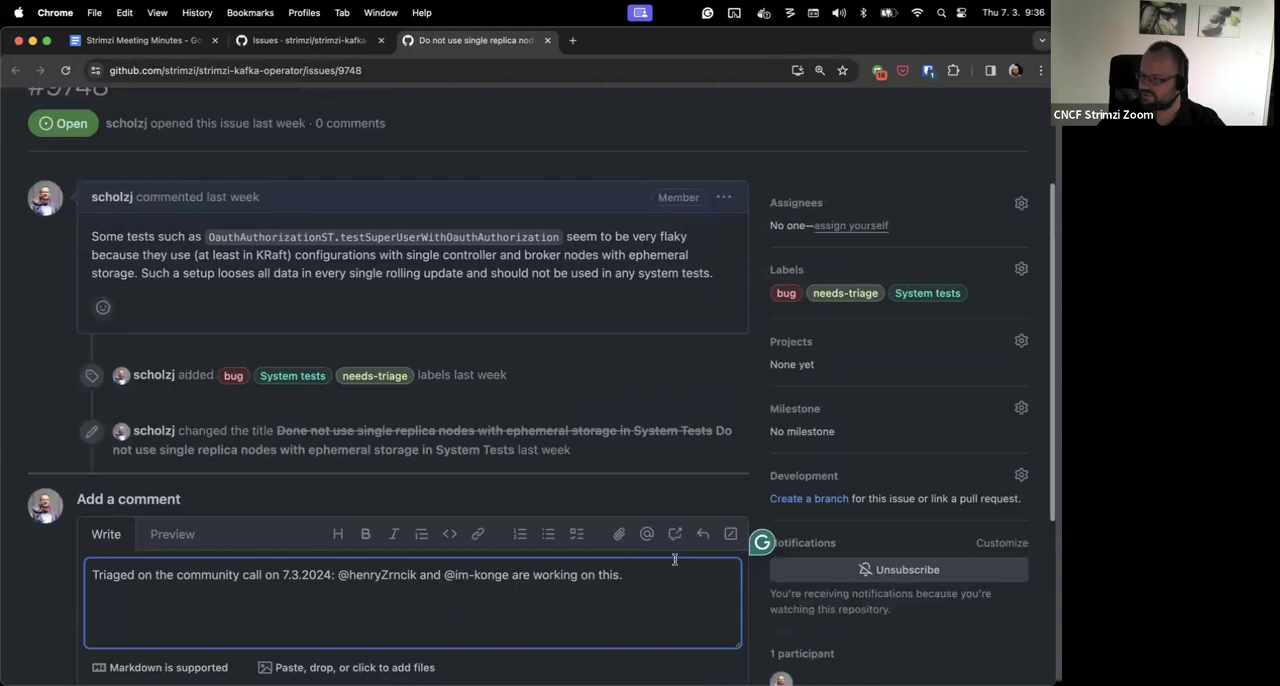 Chrome File Edit View History Bookmarks Profiles Tab Window Help Thu 7. 3. 9:36
Strimzi Meeting Minutes - Go Issues · strimzi/strimzi-kafka- Do not use single replica nod
github.com/strimzi/strimzi-kafka-operator/issues/9748 18 1
CNCF Strimzi Zoom
#9748
Open scholzj opened this issue last week · 0 comments
scholzj commented last week Member
Some tests such as OauthAuthorizationST.testSuperUserWithOauthAuthorization seem to be very flaky
because they use (at least in KRaft) configurations with single controller and broker nodes with ephemeral
storage. Such a setup looses all data in every single rolling update and should not be used in any system tests.
scholzj added bug System tests needs-triage labels last week
scholzj changed the title Done not use single replica nodes with ephemeral storage in System Tests Do
not use single replica nodes with ephemeral storage in System Tests last week
Add a comment
Write Preview H B I
Triaged on the community call on 7.3.2024: @henryZrncik and @im-konge are working on this.
Markdown is supported Paste, drop, or click to add files
Assignees
No one—assign yourself
Labels
bug needs-triage System tests
Projects
None yet
Milestone
No milestone
Development
Create a branch for this issue or link a pull request.
Notifications Customize
Unsubscribe
You're receiving notifications because you're
watching this repository.
1 participant